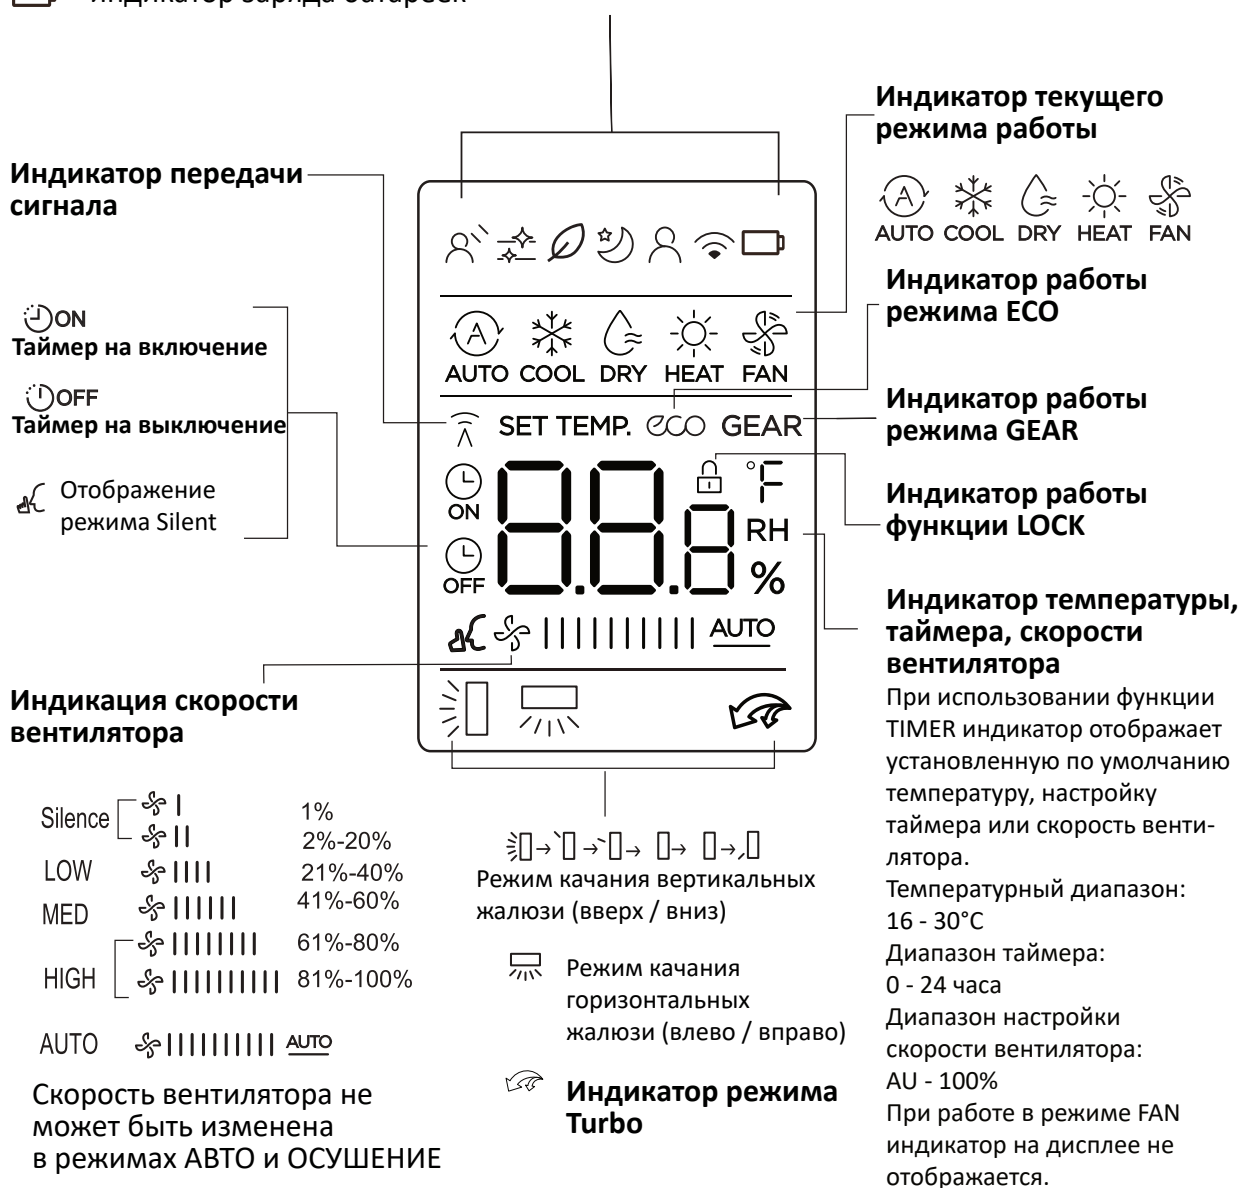 индикатор заряда батареек
Индикатор текущего
режима работы
AUTO COOL DRY HEAT FAN
Индикатор передачи
сигнала
ON
Таймер на включение
OFF
Таймер на выключение
Отображение
режима Silent
AUTO COOL DRY HEAT FAN
SET TEMP. eco GEAR
ON
OFF
88.8
°F
RH
%
AUTO
Индикатор работы
режима ECO
Индикатор работы
режима GEAR
Индикатор работы
функции LOCK
Индикатор температуры,
таймера, скорости
вентилятора
При использовании функции
TIMER индикатор отображает
установленную по умолчанию
температуру, настройку
таймера или скорость венти-
лятора.
Температурный диапазон:
16 - 30°C
Диапазон таймера:
0 - 24 часа
Диапазон настройки
скорости вентилятора:
AU - 100%
При работе в режиме FAN
индикатор на дисплее не
отображается.
Индикация скорости
вентилятора
Silence 1%
2%-20%
LOW 21%-40%
MED 41%-60%
61%-80%
HIGH 81%-100%
AUTO AUTO
Скорость вентилятора не
может быть изменена
в режимах АВТО и ОСУШЕНИЕ
Режим качания вертикальных
жалюзи (вверх / вниз)
Режим качания
горизонтальных
жалюзи (влево / вправо)
Индикатор режима
Turbo